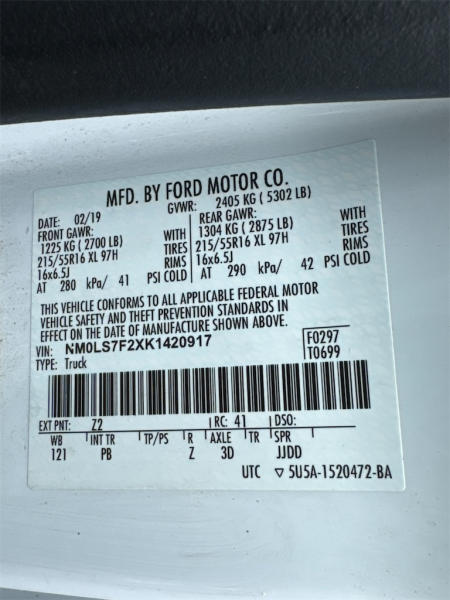 MFD. BY FORD MOTOR CO.
DATE: 02/19 GVWR: 2405 KG ( 5302 LB)
FRONT GAWR: WITH REAR GAWR: WITH
1225 KG ( 2700 LB) TIRES 1304 KG ( 2875 LB) TIRES
215/55R16 XL 97H RIMS 215/55R16 XL 97H RIMS
16x6.5J 16x6.5J
AT 280 kPa/ 41 PSI COLD AT 290 kPa/ 42 PSI COLD
THIS VEHICLE CONFORMS TO ALL APPLICABLE FEDERAL MOTOR
VEHICLE SAFETY AND THEFT PREVENTION STANDARDS IN
EFFECT ON THE DATE OF MANUFACTURE SHOWN ABOVE.
VIN: NM0LS7F2XK1420917 F0297
TYPE: Truck T0699
EXT PNT: Z2 RC: 41 DSO:
WB INT TR TP/PS R AXLE TR SPR
121 PB Z 3D JJDD
UTC ▽ 5U5A-1520472-BA